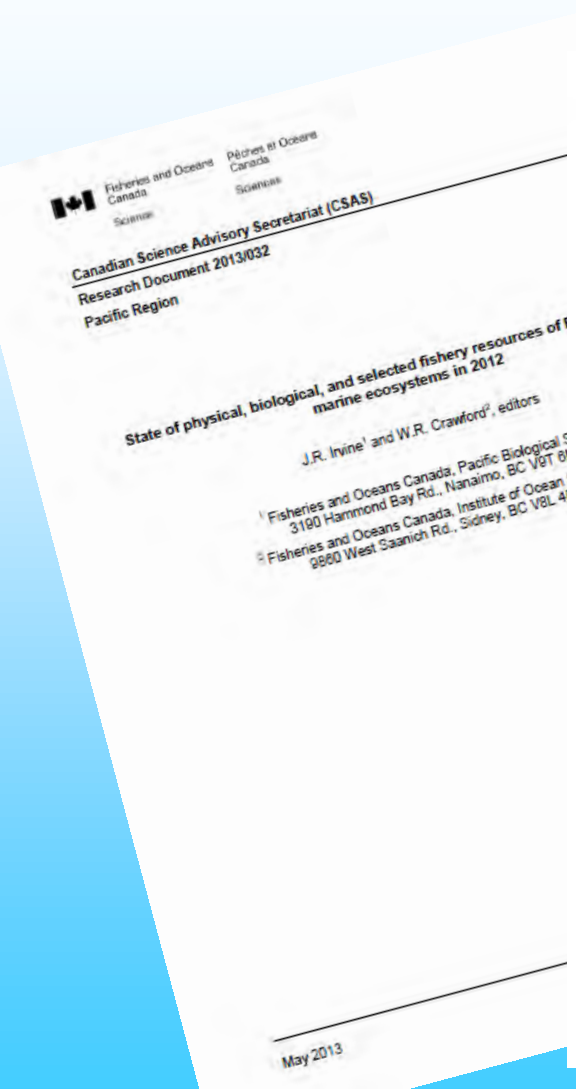 Fisheries and Oceans
Canada
Pêches et Océans
Canada
Science
Sciences
Canadian Science Advisory Secretariat (CSAS)
Research Document 2013/032
Pacific Region
State of physical, biological, and selected fishery resources of
marine ecosystems in 2012
J.R. Irvine¹ and W.R. Crawford², editors
¹ Fisheries and Oceans Canada, Pacific Biological
3190 Hammond Bay Rd., Nanaimo, BC V9T
² Fisheries and Oceans Canada, Institute of Ocean
9860 West Saanich Rd., Sidney, BC V8L
May 2013